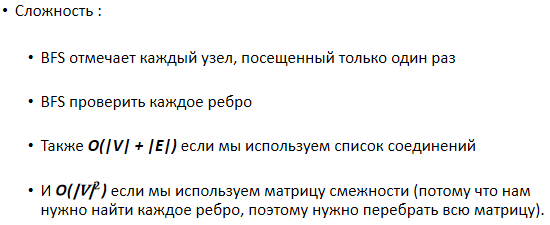 • Сложность :
• BFS отмечает каждый узел, посещенный только один раз
• BFS проверить каждое ребро
• Также O(|V| + |E|) если мы используем список соединений
• И O(|V|²) если мы используем матрицу смежности (потому что нам
нужно найти каждое ребро, поэтому нужно перебрать всю матрицу).